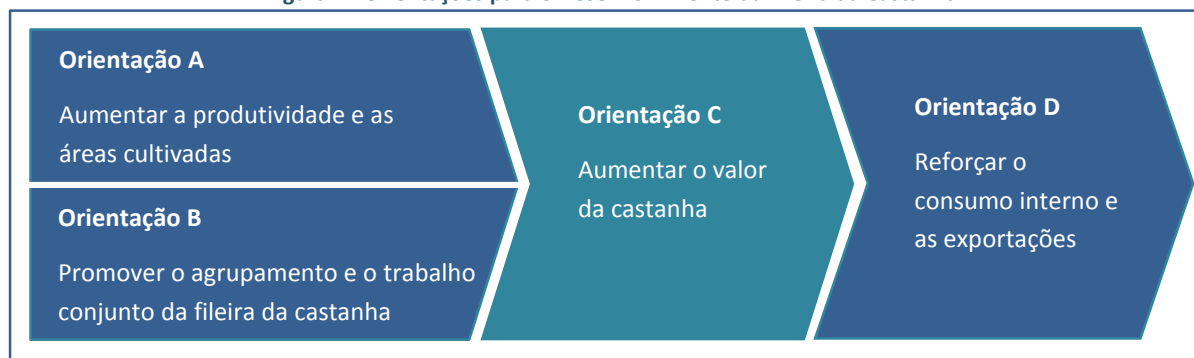 Orientação A
Aumentar a produtividade e as
áreas cultivadas
Orientação B
Promover o agrupamento e o trabalho
conjunto da fileira da castanha
Orientação C
Aumentar o valor
da castanha
Orientação D
Reforçar o
consumo interno e
as exportações